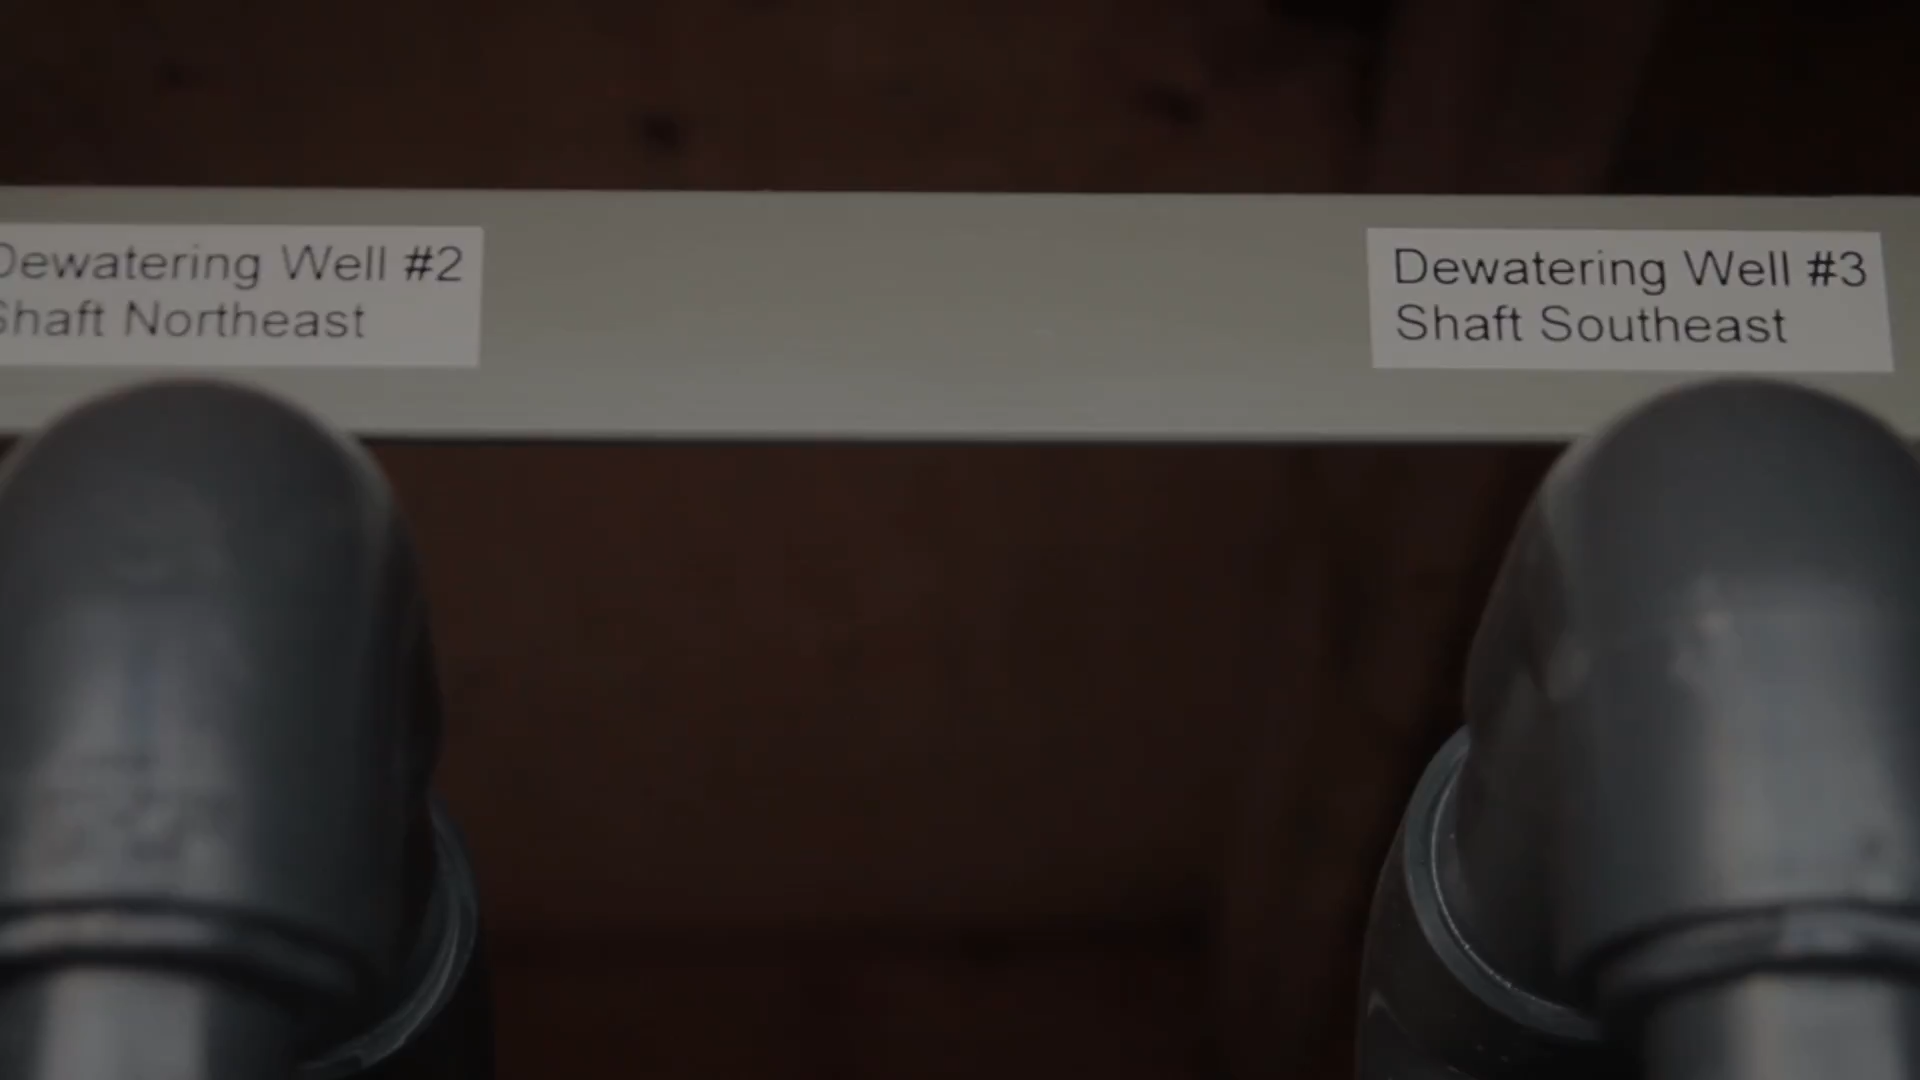 Dewatering Well #2
Shaft Northeast
Dewatering Well #3
Shaft Southeast